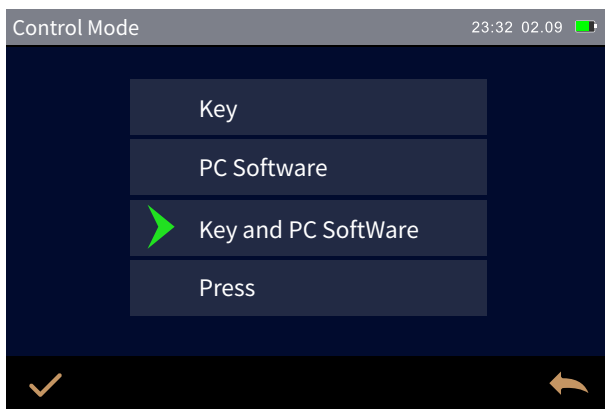 Control Mode 23:32 02.09
Key
PC Software
Key and PC SoftWare
Press